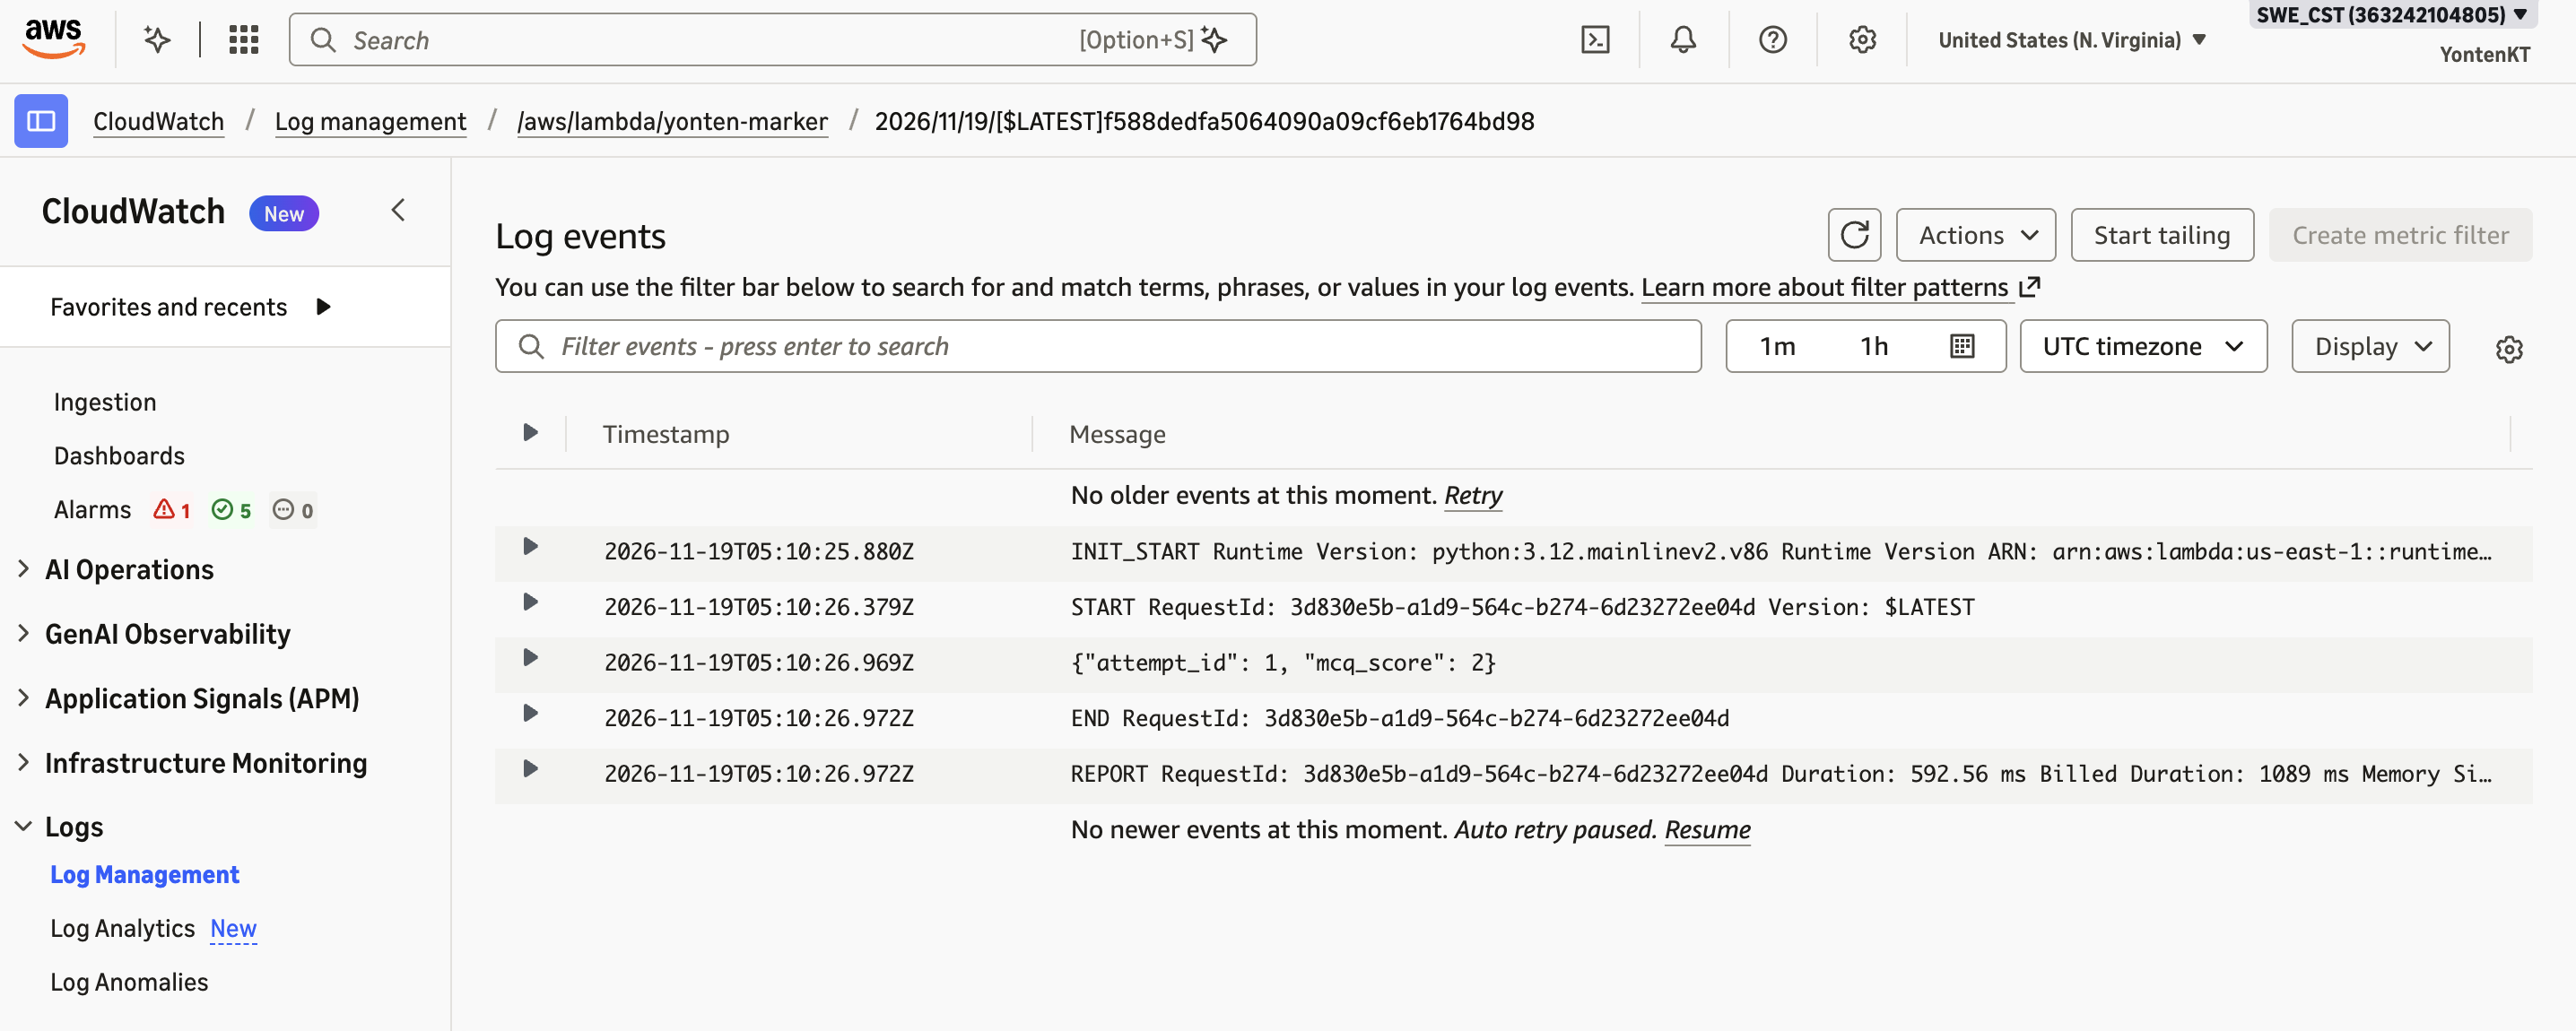 aws
Search [Option+S]
United States (N. Virginia)
SWE_CST (363242104805)
YontenKT
CloudWatch / Log management / /aws/lambda/yonten-marker / 2026/11/19/[$LATEST]f588dedfa5064090a09cf6eb1764bd98
CloudWatch New
Favorites and recents
Ingestion
Dashboards
Alarms 1 5 0
AI Operations
GenAI Observability
Application Signals (APM)
Infrastructure Monitoring
Logs
Log Management
Log Analytics New
Log Anomalies
Log events
Actions Start tailing Create metric filter
You can use the filter bar below to search for and match terms, phrases, or values in your log events. Learn more about filter patterns
Filter events - press enter to search 1m 1h UTC timezone Display
Timestamp Message
No older events at this moment. Retry
2026-11-19T05:10:25.880Z INIT_START Runtime Version: python:3.12.mainlinev2.v86 Runtime Version ARN: arn:aws:lambda:us-east-1::runtime…
2026-11-19T05:10:26.379Z START RequestId: 3d830e5b-a1d9-564c-b274-6d23272ee04d Version: $LATEST
2026-11-19T05:10:26.969Z {"attempt_id": 1, "mcq_score": 2}
2026-11-19T05:10:26.972Z END RequestId: 3d830e5b-a1d9-564c-b274-6d23272ee04d
2026-11-19T05:10:26.972Z REPORT RequestId: 3d830e5b-a1d9-564c-b274-6d23272ee04d Duration: 592.56 ms Billed Duration: 1089 ms Memory Si…
No newer events at this moment. Auto retry paused. Resume